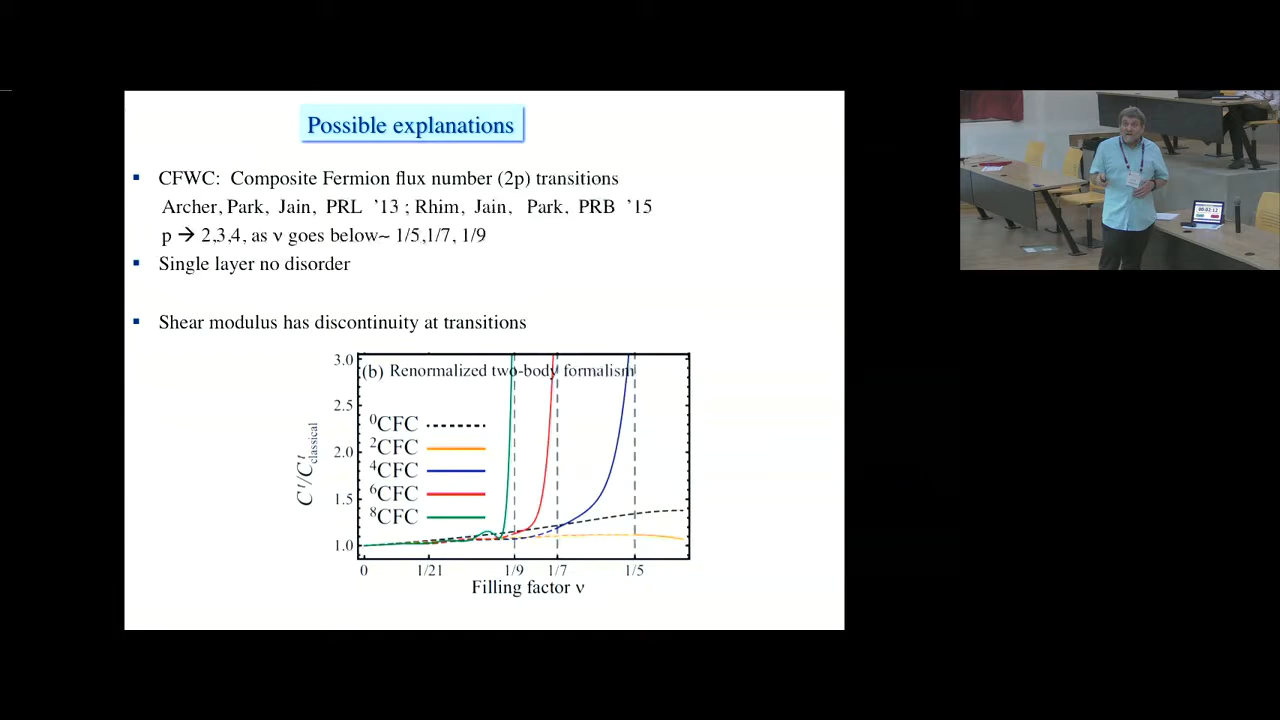 Possible explanations
▪ CFWC: Composite Fermion flux number (2p) transitions
Archer, Park, Jain, PRL '13 ; Rhim, Jain, Park, PRB '15
p → 2,3,4, as ν goes below~ 1/5,1/7, 1/9
▪ Single layer no disorder
▪ Shear modulus has discontinuity at transitions
(b) Renormalized two-body formalism
3.0
2.5
2.0
1.5
1.0
C^t/C^t_classical
⁰CFC
²CFC
⁴CFC
⁶CFC
⁸CFC
0 1/21 1/9 1/7 1/5
Filling factor ν